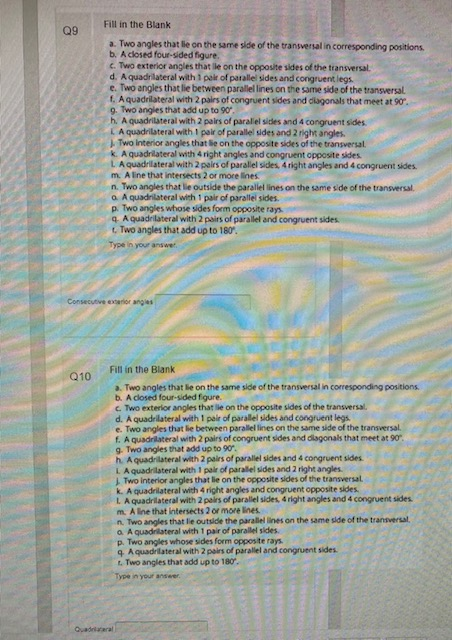 Q9
Fill in the Blank
a. Two angles that lie on the same side of the transversal in corresponding positions.
b. A closed four-sided figure.
c. Two exterior angles that lie on the opposite sides of the transversal.
d. A quadrilateral with 1 pair of parallel sides and congruent legs.
e. Two angles that lie between parallel lines on the same side of the transversal.
f. A quadrilateral with 2 pairs of congruent sides and diagonals that meet at 90°.
g. Two angles that add up to 90°.
h. A quadrilateral with 2 pairs of parallel sides and 4 congruent sides.
i. A quadrilateral with 1 pair of parallel sides and 2 right angles.
j. Two interior angles that lie on the opposite sides of the transversal.
k. A quadrilateral with 4 right angles and congruent opposite sides.
l. A quadrilateral with 2 pairs of parallel sides, 4 right angles and 4 congruent sides.
m. A line that intersects 2 or more lines.
n. Two angles that lie outside the parallel lines on the same side of the transversal.
o. A quadrilateral with 1 pair of parallel sides.
p. Two angles whose sides form opposite rays.
q. A quadrilateral with 2 pairs of parallel and congruent sides.
r. Two angles that add up to 180°.
Type in your answer.
Consecutive exterior angles
Q10
Fill in the Blank
a. Two angles that lie on the same side of the transversal in corresponding positions.
b. A closed four-sided figure.
c. Two exterior angles that lie on the opposite sides of the transversal.
d. A quadrilateral with 1 pair of parallel sides and congruent legs.
e. Two angles that lie between parallel lines on the same side of the transversal.
f. A quadrilateral with 2 pairs of congruent sides and diagonals that meet at 90°.
g. Two angles that add up to 90°.
h. A quadrilateral with 2 pairs of parallel sides and 4 congruent sides.
i. A quadrilateral with 1 pair of parallel sides and 2 right angles.
j. Two interior angles that lie on the opposite sides of the transversal.
k. A quadrilateral with 4 right angles and congruent opposite sides.
l. A quadrilateral with 2 pairs of parallel sides, 4 right angles and 4 congruent sides.
m. A line that intersects 2 or more lines.
n. Two angles that lie outside the parallel lines on the same side of the transversal.
o. A quadrilateral with 1 pair of parallel sides.
p. Two angles whose sides form opposite rays.
q. A quadrilateral with 2 pairs of parallel and congruent sides.
r. Two angles that add up to 180°.
Type in your answer.
Quadrilateral